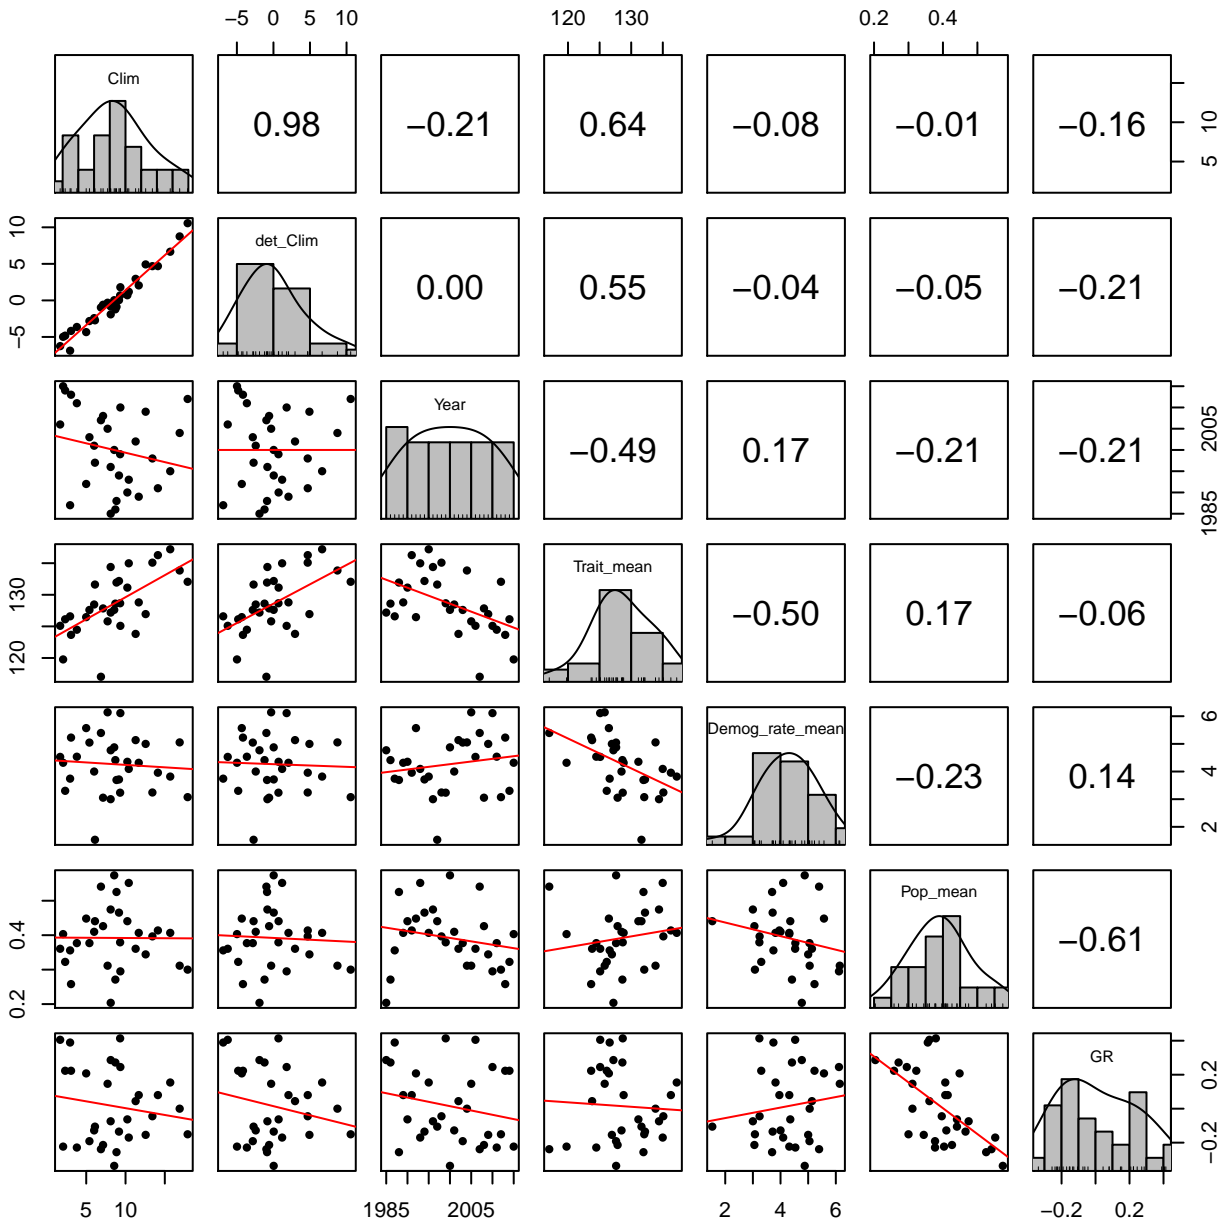 −5 0 5 10 120 130 0.2 0.4
Clim 0.98 −0.21 0.64 −0.08 −0.01 −0.16 5 10
−5 0 5 10 det_Clim 0.00 0.55 −0.04 −0.05 −0.21
Year −0.49 0.17 −0.21 −0.21 1985 2005
120 130 Trait_mean −0.50 0.17 −0.06
Demog_rate_mean −0.23 0.14 2 4 6
0.2 0.4 Pop_mean −0.61
GR −0.2 0.2
5 10 1985 2005 2 4 6 −0.2 0.2